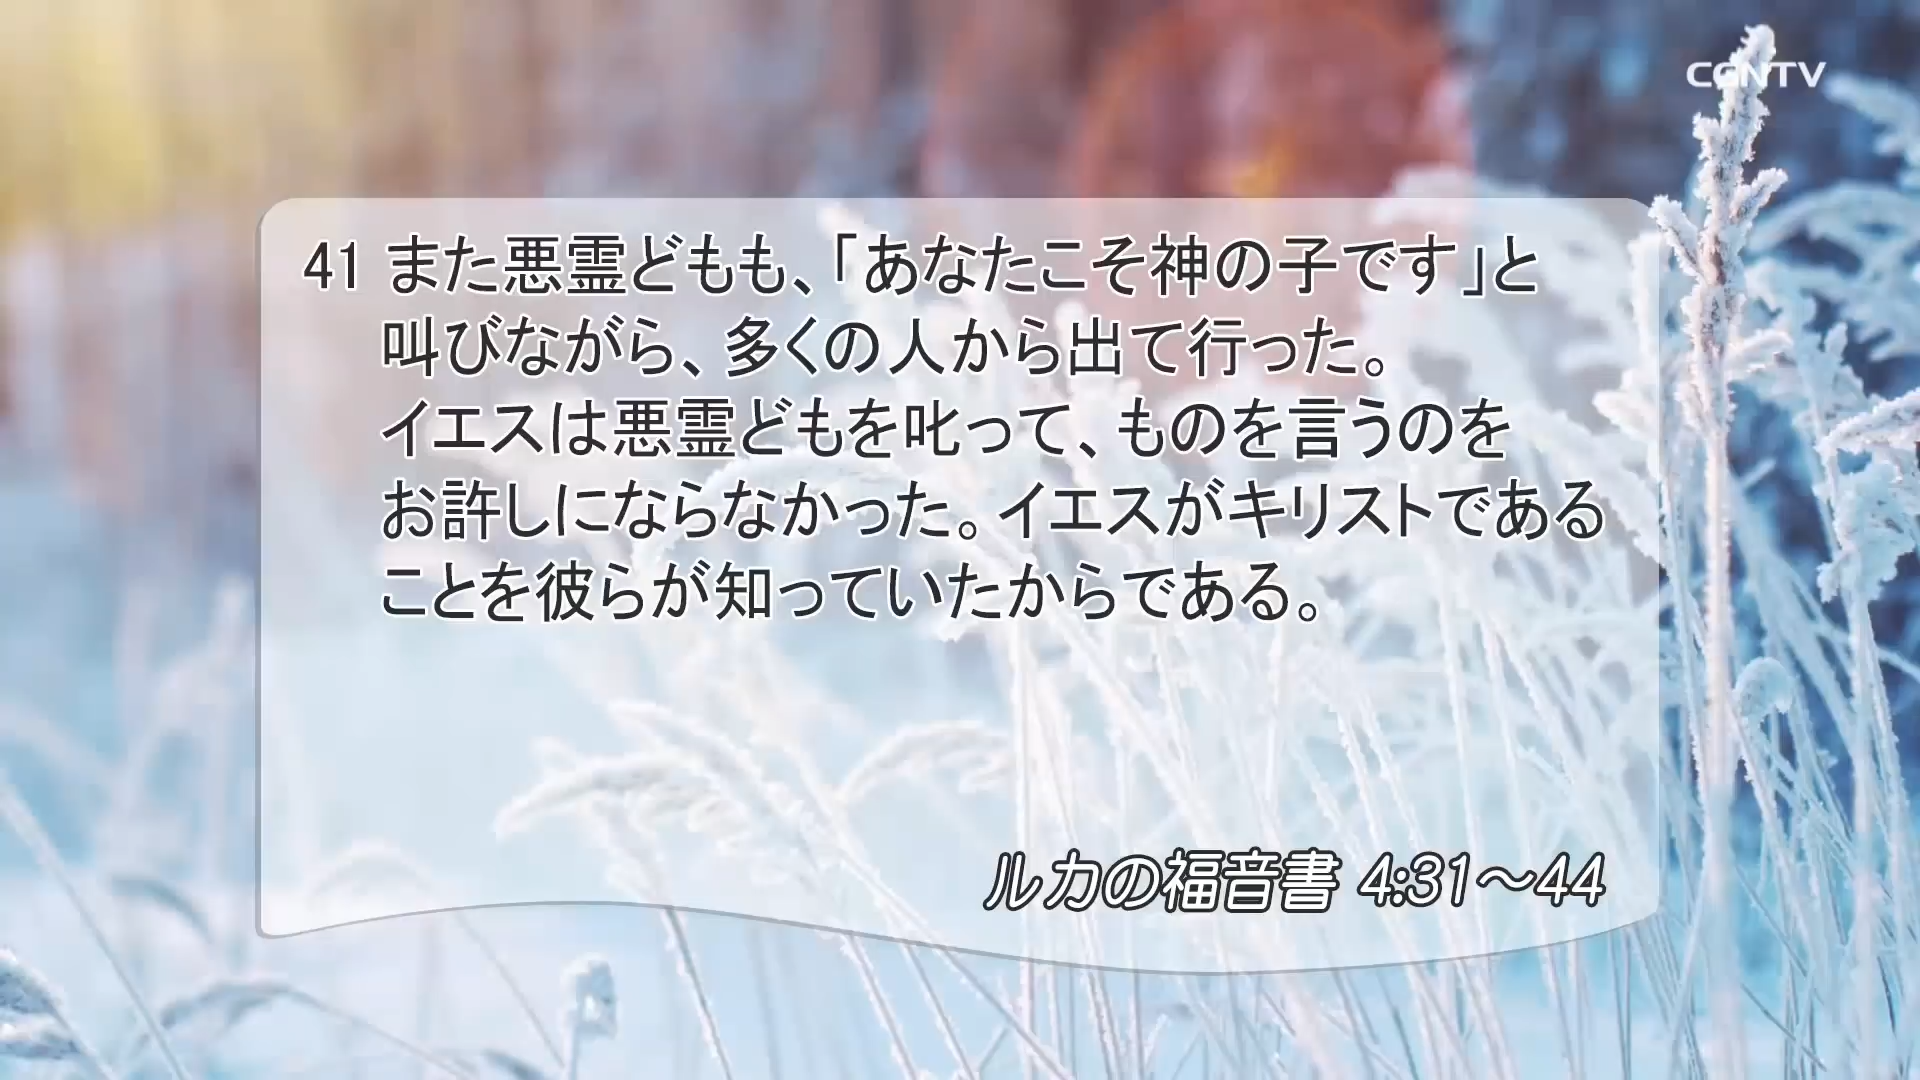 CGNTV
41 また悪霊どもも、「あなたこそ神の子です」と
叫びながら、多くの人から出て行った。
イエスは悪霊どもを叱って、ものを言うのを
お許しにならなかった。イエスがキリストである
ことを彼らが知っていたからである。
ルカの福音書 4:31～44